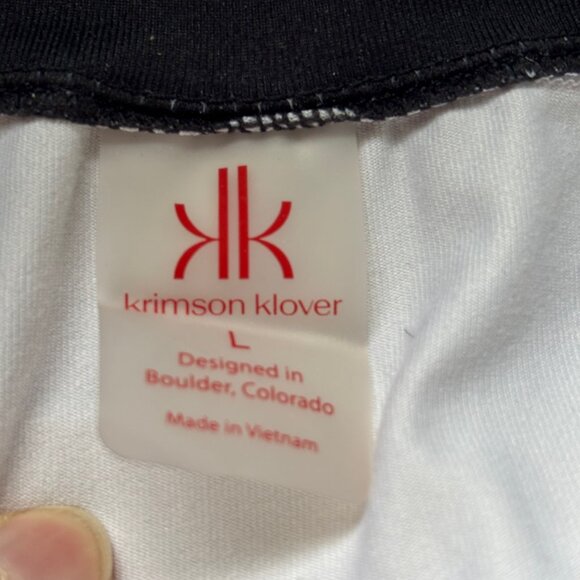 krimson klover
L
Designed in
Boulder, Colorado
Made in Vietnam